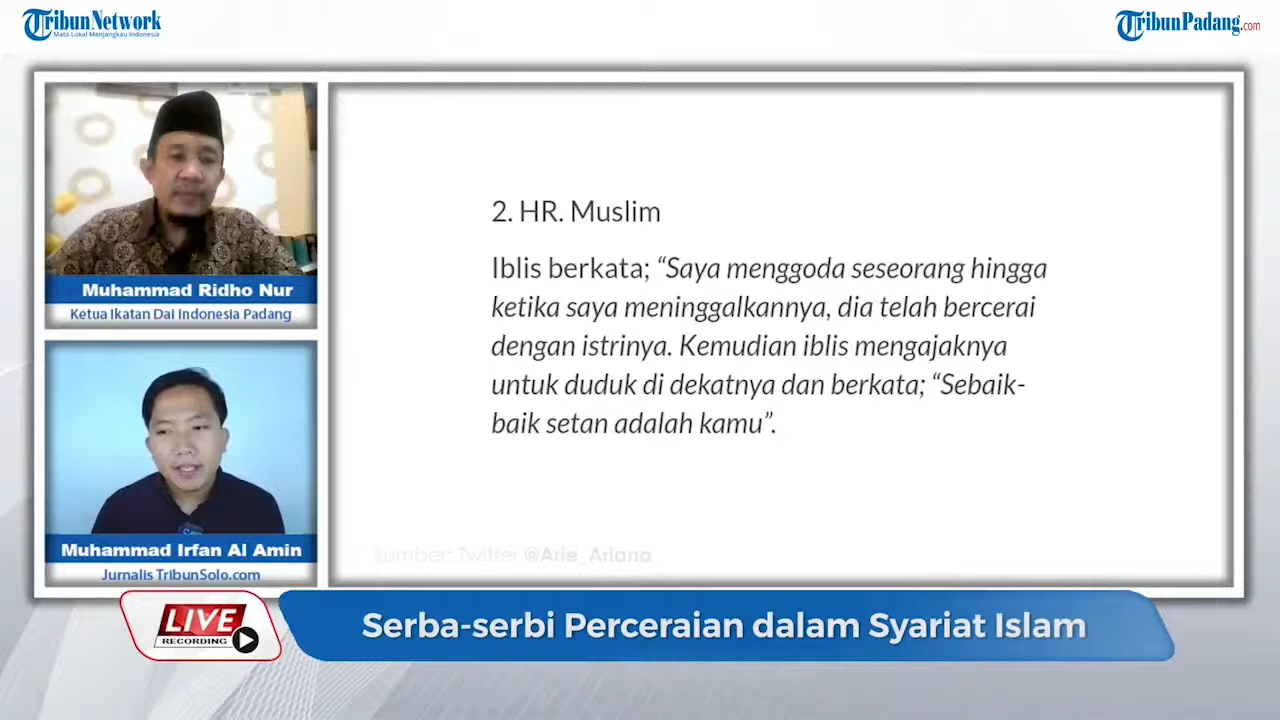 TribunNetwork
Mata Lokal Menjangkau Indonesia
TribunPadang.com
Muhammad Ridho Nur
Ketua Ikatan DaI Indonesia Padang
Muhammad Irfan Al Amin
Jurnalis TribunSolo.com
2. HR. Muslim
Iblis berkata; “Saya menggoda seseorang hingga
ketika saya meninggalkannya, dia telah bercerai
dengan istrinya. Kemudian iblis mengajaknya
untuk duduk di dekatnya dan berkata; “Sebaik-
baik setan adalah kamu”.
Sumber: Twitter @Arie_Ariana
LIVE
RECORDING
Serba-serbi Perceraian dalam Syariat Islam